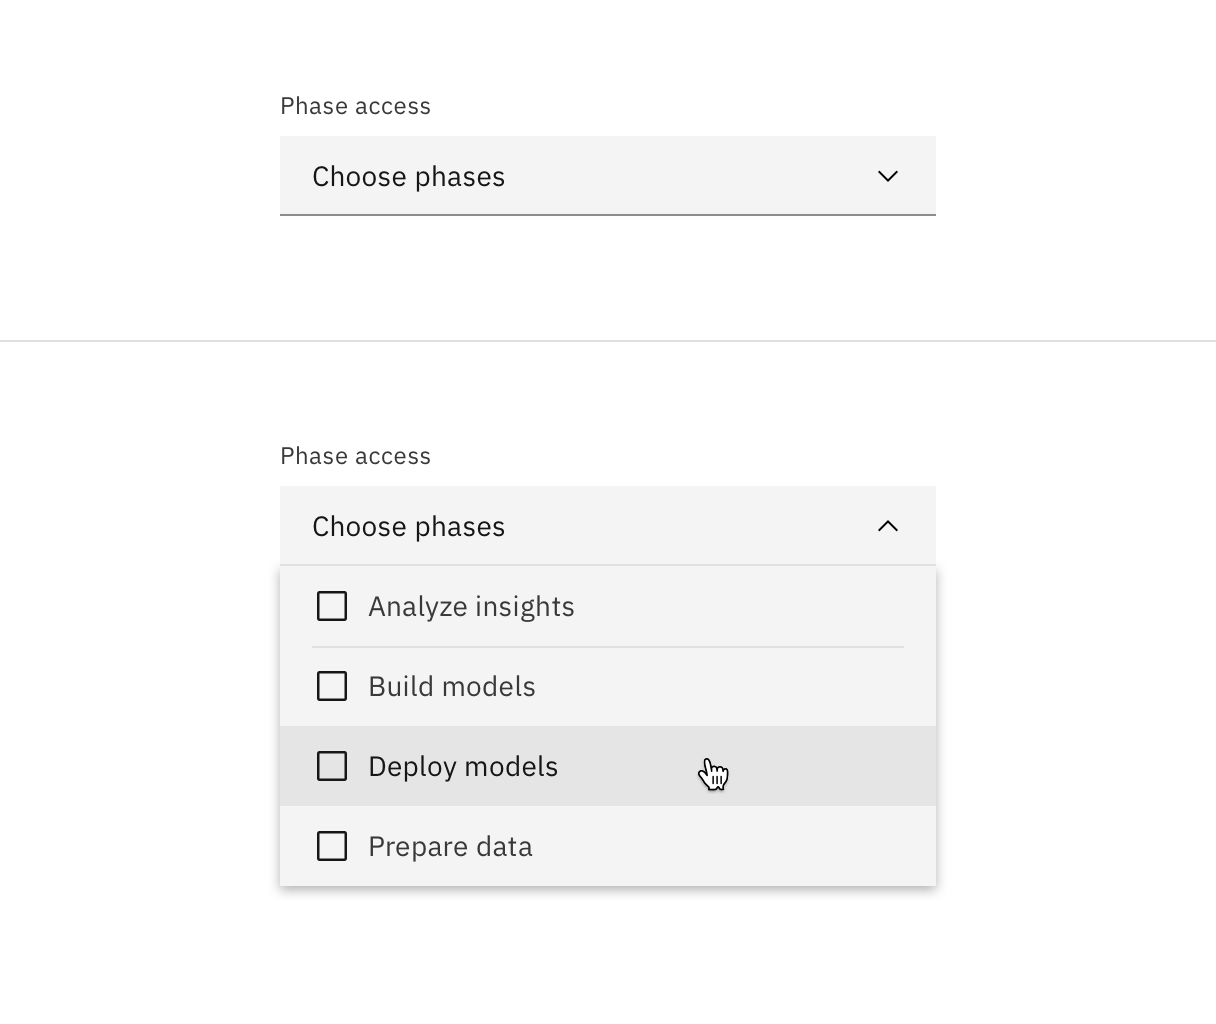 Phase access
Choose phases
Phase access
Choose phases
Analyze insights
Build models
Deploy models
Prepare data